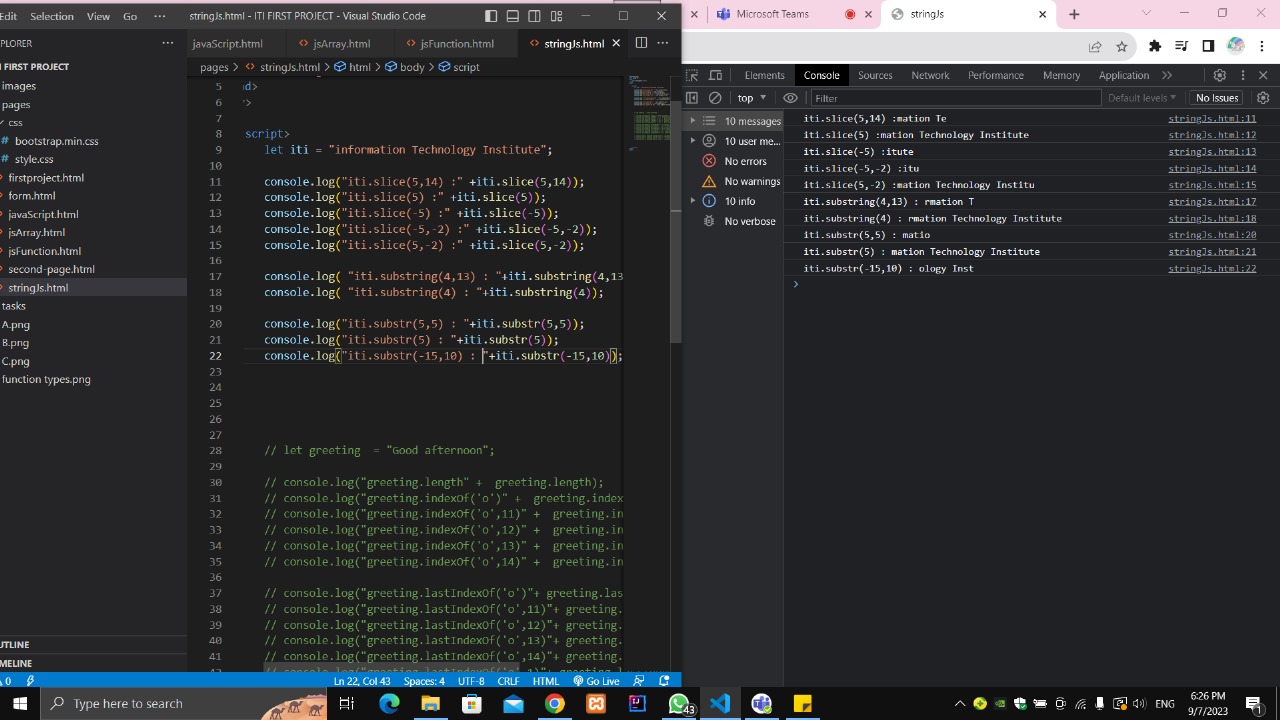 Edit Selection View Go ··· stringJs.html - ITI FIRST PROJECT - Visual Studio Code
Microsoft Teams stringJs
PLORER ···
javaScript.html jsArray.html jsFunction.html stringJs.html
pages > stringJs.html > html > body > script
I FIRST PROJECT
images
pages
css
# bootstrap.min.css
# style.css
firstproject.html
form.html
javaScript.html
jsArray.html
jsFunction.html
second-page.html
stringJs.html
tasks
A.png
B.png
C.png
function types.png
UTLINE
MELINE
5 d>
6 >
7
8 script>
9 let iti = "information Technology Institute";
10
11 console.log("iti.slice(5,14) :" +iti.slice(5,14));
12 console.log("iti.slice(5) :" +iti.slice(5));
13 console.log("iti.slice(-5) :" +iti.slice(-5));
14 console.log("iti.slice(-5,-2) :" +iti.slice(-5,-2));
15 console.log("iti.slice(5,-2) :" +iti.slice(5,-2));
16
17 console.log( "iti.substring(4,13) : "+iti.substring(4,13
18 console.log( "iti.substring(4) : "+iti.substring(4));
19
20 console.log("iti.substr(5,5) : "+iti.substr(5,5));
21 console.log("iti.substr(5) : "+iti.substr(5));
22 console.log("iti.substr(-15,10) : "+iti.substr(-15,10));
23
24
25
26
27
28 // let greeting  = "Good afternoon";
29
30 // console.log("greeting.length" +  greeting.length);
31 // console.log("greeting.indexOf('o')" +  greeting.index
32 // console.log("greeting.indexOf('o',11)" +  greeting.in
33 // console.log("greeting.indexOf('o',12)" +  greeting.in
34 // console.log("greeting.indexOf('o',13)" +  greeting.in
35 // console.log("greeting.indexOf('o',14)" +  greeting.in
36
37 // console.log("greeting.lastIndexOf('o')"+ greeting.las
38 // console.log("greeting.lastIndexOf('o',11)"+ greeting.
39 // console.log("greeting.lastIndexOf('o',12)"+ greeting.
40 // console.log("greeting.lastIndexOf('o',13)"+ greeting.
41 // console.log("greeting.lastIndexOf('o',14)"+ greeting.
0 Ln 22, Col 43 Spaces: 4 UTF-8 CRLF HTML Go Live
Elements Console Sources Network Performance Memory Application
top Filter Default levels No Issues
10 messages
10 user me...
No errors
No warnings
10 info
No verbose
iti.slice(5,14) :mation Te stringJs.html:11
iti.slice(5) :mation Technology Institute stringJs.html:12
iti.slice(-5) :itute stringJs.html:13
iti.slice(-5,-2) :itu stringJs.html:14
iti.slice(5,-2) :mation Technology Institu stringJs.html:15
iti.substring(4,13) : rmation T stringJs.html:17
iti.substring(4) : rmation Technology Institute stringJs.html:18
iti.substr(5,5) : matio stringJs.html:20
iti.substr(5) : mation Technology Institute stringJs.html:21
iti.substr(-15,10) : ology Inst stringJs.html:22
Type here to search 43 ENG 6:26 PM
9/7/2023 1